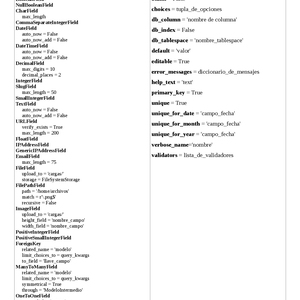 NullBooleanField
CharField
max_length
CommaSeparatedIntegerField
DateField
auto_now = False
auto_now_add = False
DateTimeField
auto_now = False
auto_now_add = False
DecimalField
max_digits = 10
decimal_places = 2
IntegerField
SlugField
max_length = 50
SmallIntegerField
TextField
auto_now = False
auto_now_add = False
URLField
verify_exists = True
max_length = 200
FloatField
IPAddressField
GenericIPAddressField
EmailField
max_length = 75
FileField
upload_to = 'cargas/'
storage = FileSystemStorage
FilePathField
path = '/home/archivos'
match = r'\.png$'
recursive = False
ImageField
upload_to = 'cargas/'
height_field = 'nombre_campo'
width_field = 'nombre_campo'
PositiveIntegerField
PositiveSmallIntegerField
ForeignKey
related_name = 'modelo'
limit_choices_to = query_kwargs
to_field = 'llave_campo'
ManyToManyField
related_name = 'modelo'
limit_choices_to = query_kwargs
symmetrical = True
through = 'ModeloIntermedio'
OneToOneField
choices = tupla_de_opciones
db_column = 'nombre de columna'
db_index = False
db_tablespace = 'nombre_tablespace'
default = 'valor'
editable = True
error_messages = diccionario_de_mensajes
help_text = 'text'
primary_key = True
unique = True
unique_for_date = 'campo_fecha'
unique_for_month = 'campo_fecha'
unique_for_year = 'campo_fecha'
verbose_name='nombre'
validators = lista_de_validadores